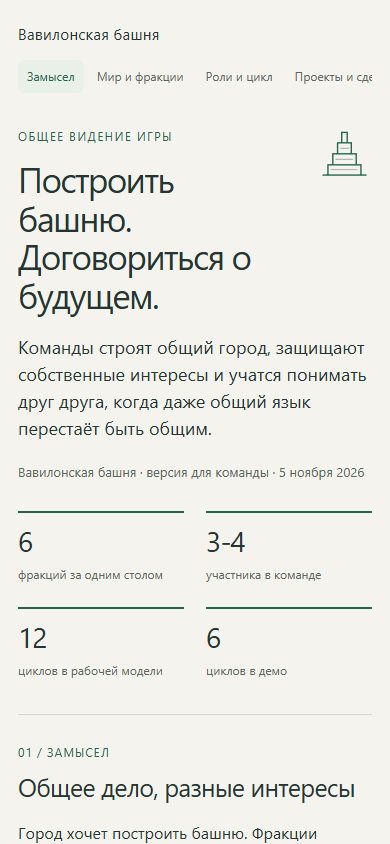 Вавилонская башня
Замысел Мир и фракции Роли и цикл Проекты и сде
ОБЩЕЕ ВИДЕНИЕ ИГРЫ
Построить
башню.
Договориться о
будущем.
Команды строят общий город, защищают
собственные интересы и учатся понимать
друг друга, когда даже общий язык
перестаёт быть общим.
Вавилонская башня · версия для команды · 5 ноября 2026
6
фракций за одним столом
3-4
участника в команде
12
циклов в рабочей модели
6
циклов в демо
01 / ЗАМЫСЕЛ
Общее дело, разные интересы
Город хочет построить башню. Фракции